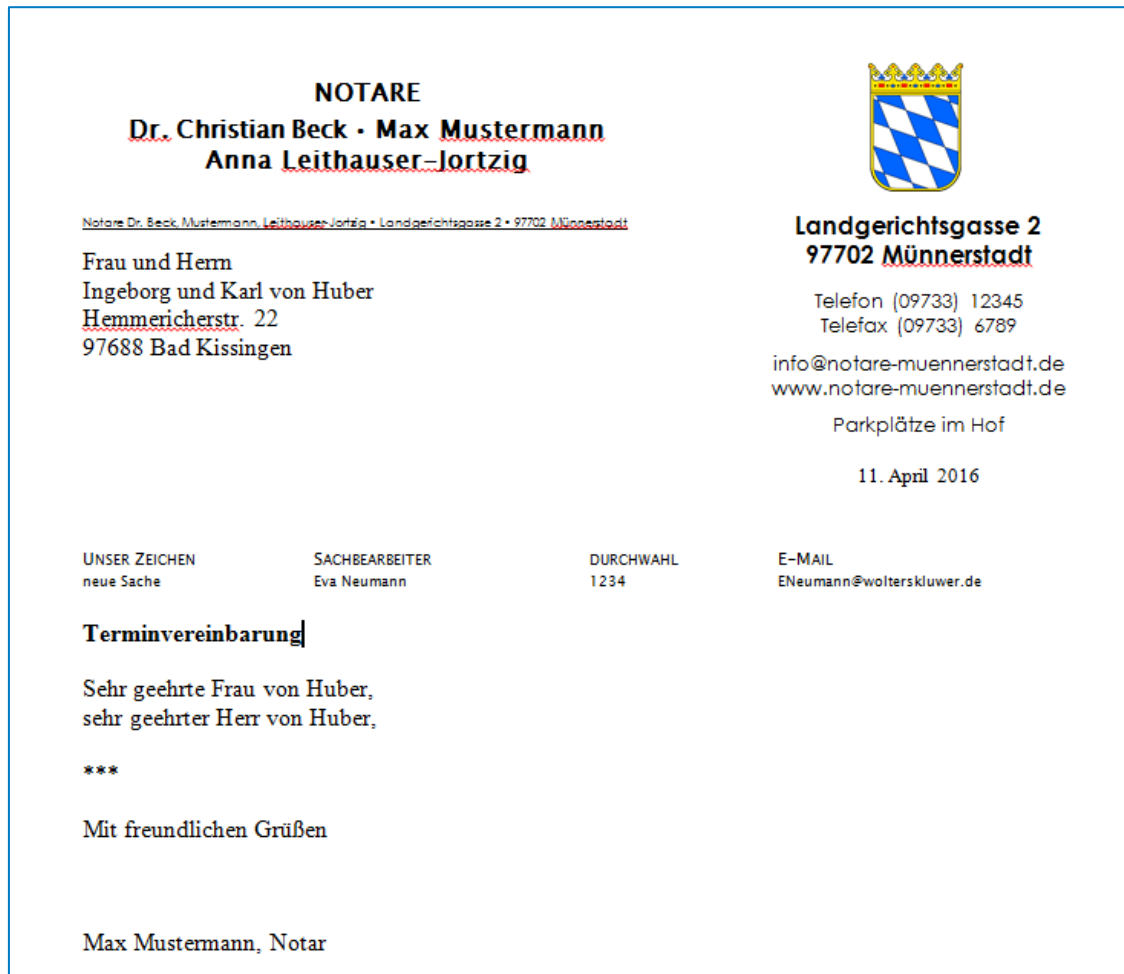 NOTARE
Dr. Christian Beck • Max Mustermann
Anna Leithauser-Jortzig
Notare Dr. Beck, Mustermann, Leithauser-Jortzig • Landgerichtsgasse 2 • 97702 Münnerstadt
Frau und Herrn
Ingeborg und Karl von Huber
Hemmericherstr. 22
97688 Bad Kissingen
Landgerichtsgasse 2
97702 Münnerstadt
Telefon (09733) 12345
Telefax (09733) 6789
info@notare-muennerstadt.de
www.notare-muennerstadt.de
Parkplätze im Hof
11. April 2016
UNSER ZEICHEN SACHBEARBEITER DURCHWAHL E-MAIL
neue Sache Eva Neumann 1234 ENeumann@wolterskluwer.de
Terminvereinbarung
Sehr geehrte Frau von Huber,
sehr geehrter Herr von Huber,
***
Mit freundlichen Grüßen
Max Mustermann, Notar